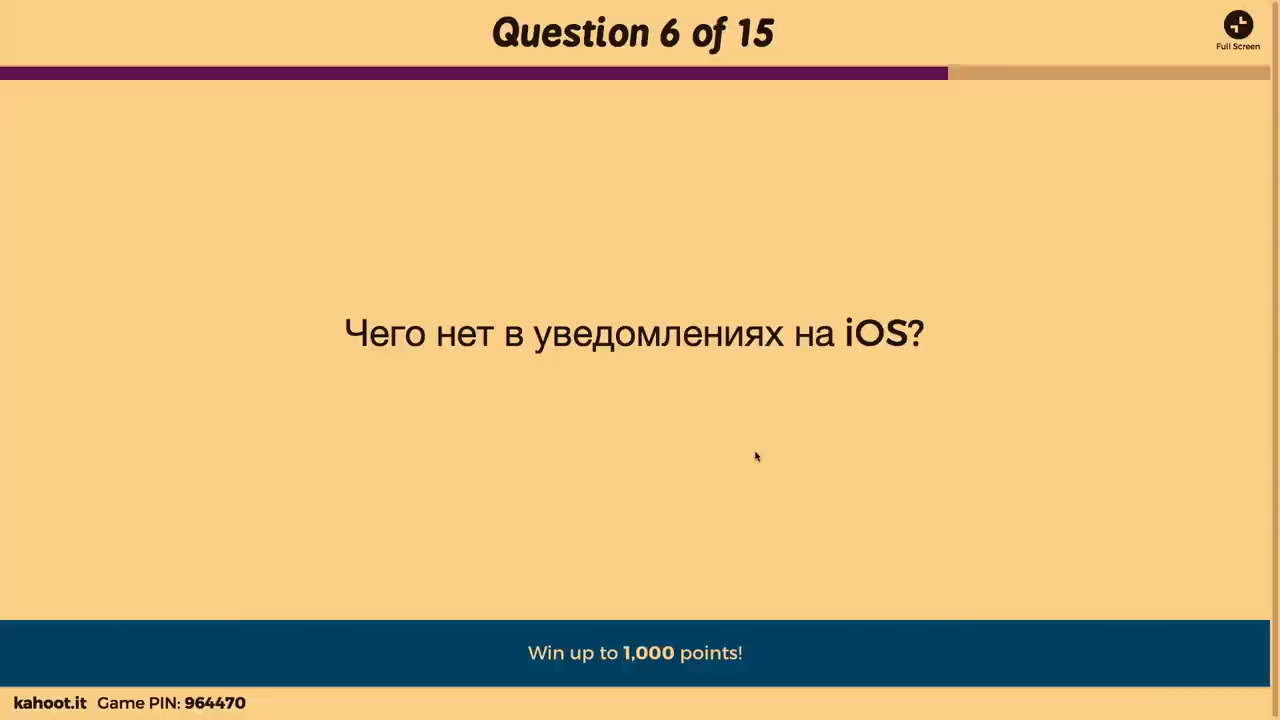 Question 6 of 15
Full Screen
Чего нет в уведомлениях на iOS?
Win up to 1,000 points!
kahoot.it Game PIN: 964470